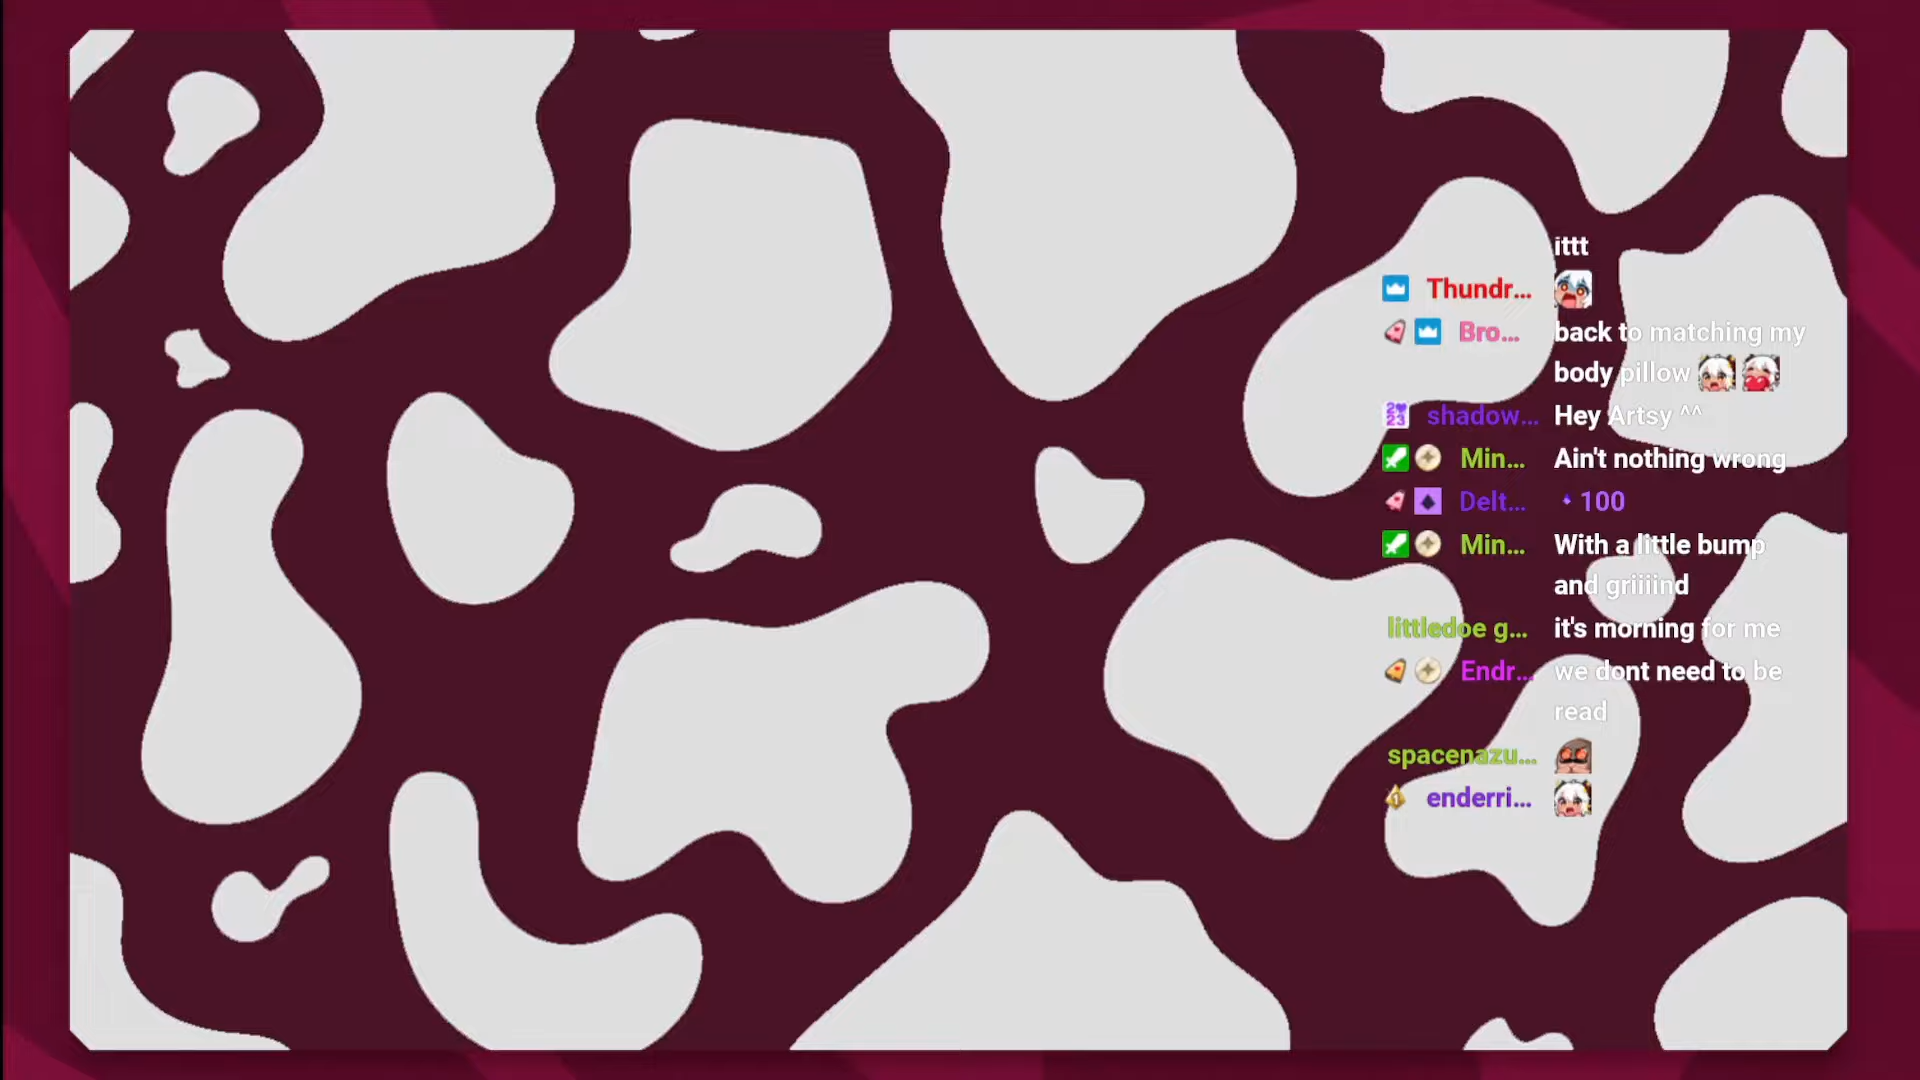 ittt
Thundr...
Bro... back to matching my
body pillow
shadow... Hey Artsy ^^
Min... Ain't nothing wrong
Delt... 100
Min... With a little bump
and griiiind
littledoe g... it's morning for me
Endr... we dont need to be
read
spacenazu...
enderri...